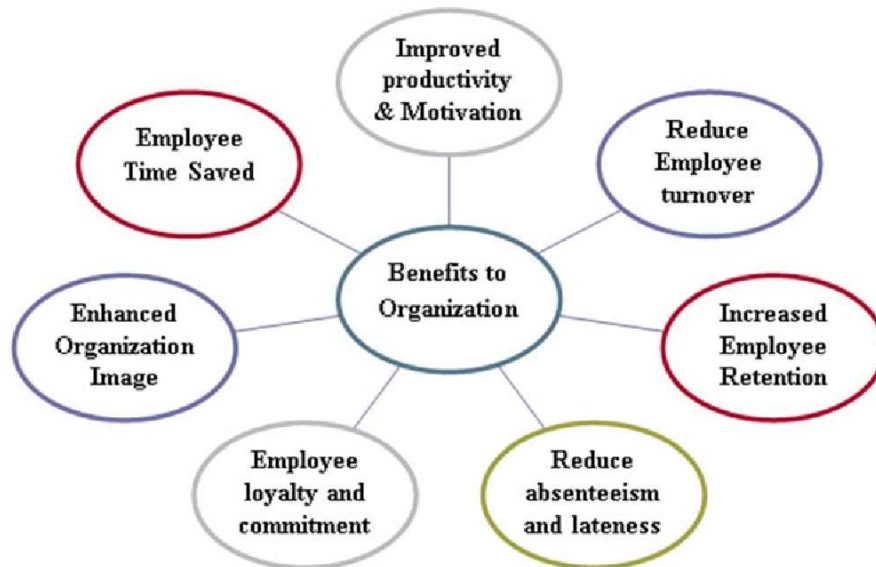 Improved
productivity
& Motivation
Employee
Time Saved
Reduce
Employee
turnover
Benefits to
Organization
Enhanced
Organization
Image
Increased
Employee
Retention
Employee
loyalty and
commitment
Reduce
absenteeism
and lateness